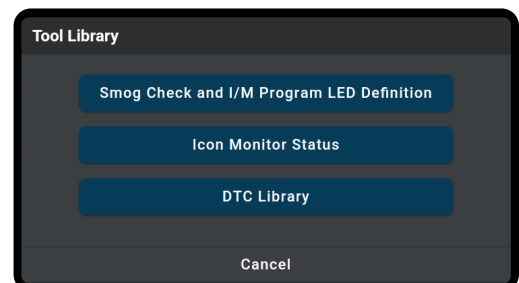 Tool Library
Smog Check and I/M Program LED Definition
Icon Monitor Status
DTC Library
Cancel